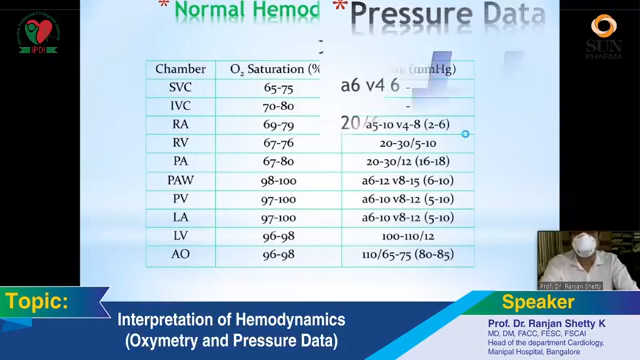 *Normal Hemod
*Pressure Data
IPDI
SUN
PHARMA
Chamber O₂ Saturation (% mmHg)
a6 v4 6
SVC 65-75 -
IVC 70-80 -
20/
RA 69-79 a5-10 v4-8 (2-6)
RV 67-76 20-30/5-10
PA 67-80 20-30/12 (16-18)
PAW 98-100 a6-12 v8-15 (6-10)
PV 97-100 a6-10 v8-12 (5-10)
LA 97-100 a6-10 v8-12 (5-10)
LV 96-98 100-110/12
AO 96-98 110/65-75 (80-85)
Prof. Dr. Ranjan Shetty
Topic:
Interpretation of Hemodynamics
(Oxymetry and Pressure Data)
Speaker
Prof. Dr. Ranjan Shetty K
MD, DM, FACC, FESC, FSCAI
Head of the department Cardiology,
Manipal Hospital, Bangalore